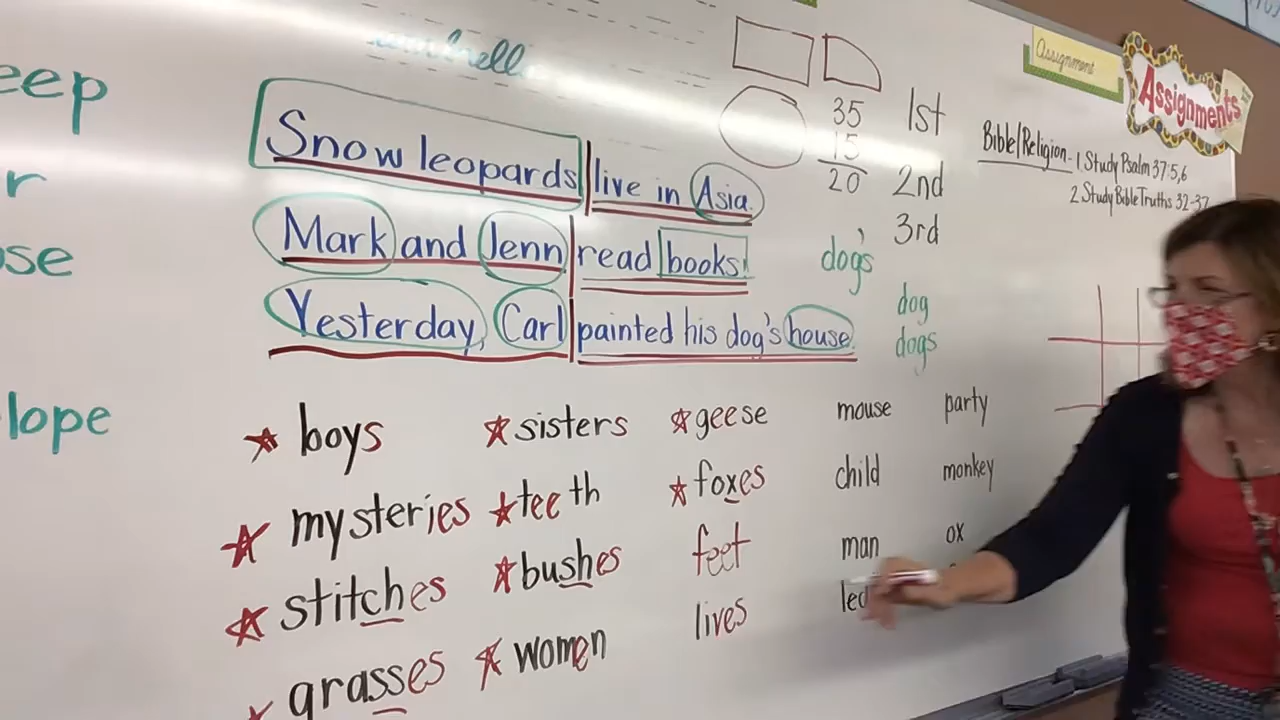 Assignment
Assignments
eep
Snow leopards live in Asia.
35
15
20
1st
2nd
3rd
Bible/Religion - 1. Study Psalm 37:5,6
2. Study Bible Truths 32-37
r
Mark and Jenn read books.
dog's
ose
Yesterday, Carl painted his dog's house.
dog
dogs
lope
boys sisters geese mouse party
mysteries teeth foxes child monkey
stitches bushes feet man ox
grasses women lives